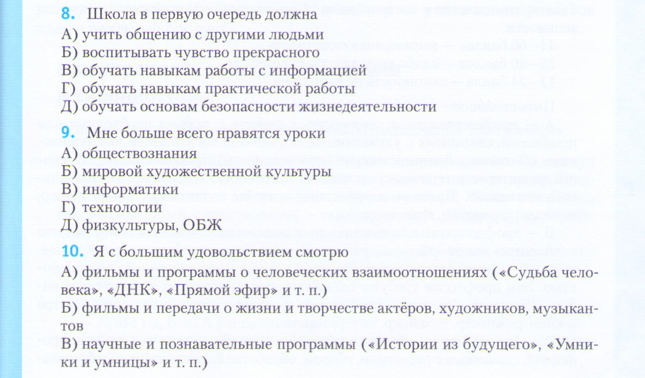 8. Школа в первую очередь должна
А) учить общению с другими людьми
Б) воспитывать чувство прекрасного
В) обучать навыкам работы с информацией
Г) обучать навыкам практической работы
Д) обучать основам безопасности жизнедеятельности
9. Мне больше всего нравятся уроки
А) обществознания
Б) мировой художественной культуры
В) информатики
Г) технологии
Д) физкультуры, ОБЖ
10. Я с большим удовольствием смотрю
А) фильмы и программы о человеческих взаимоотношениях («Судьба чело-
века», «ДНК», «Прямой эфир» и т. п.)
Б) фильмы и передачи о жизни и творчестве актёров, художников, музыкан-
тов
В) научные и познавательные программы («Истории из будущего», «Умни-
ки и умницы» и т. п.)